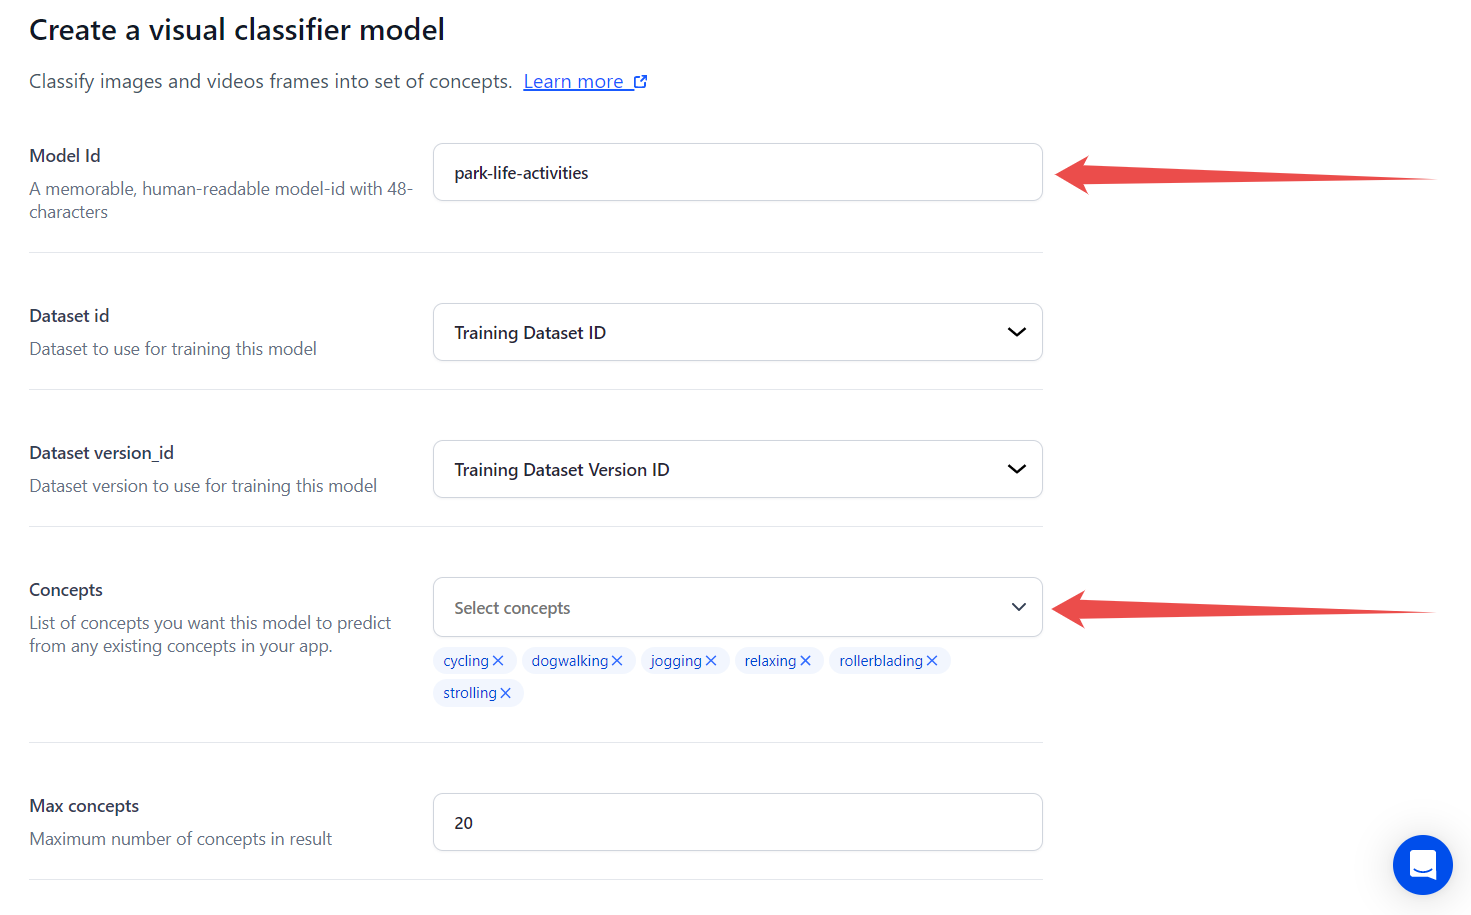 Create a visual classifier model
Classify images and videos frames into set of concepts. Learn more
Model Id
A memorable, human-readable model-id with 48-
characters
park-life-activities
Dataset id
Dataset to use for training this model
Training Dataset ID
Dataset version_id
Dataset version to use for training this model
Training Dataset Version ID
Concepts
List of concepts you want this model to predict
from any existing concepts in your app.
Select concepts
cycling dogwalking jogging relaxing rollerblading
strolling
Max concepts
Maximum number of concepts in result
20